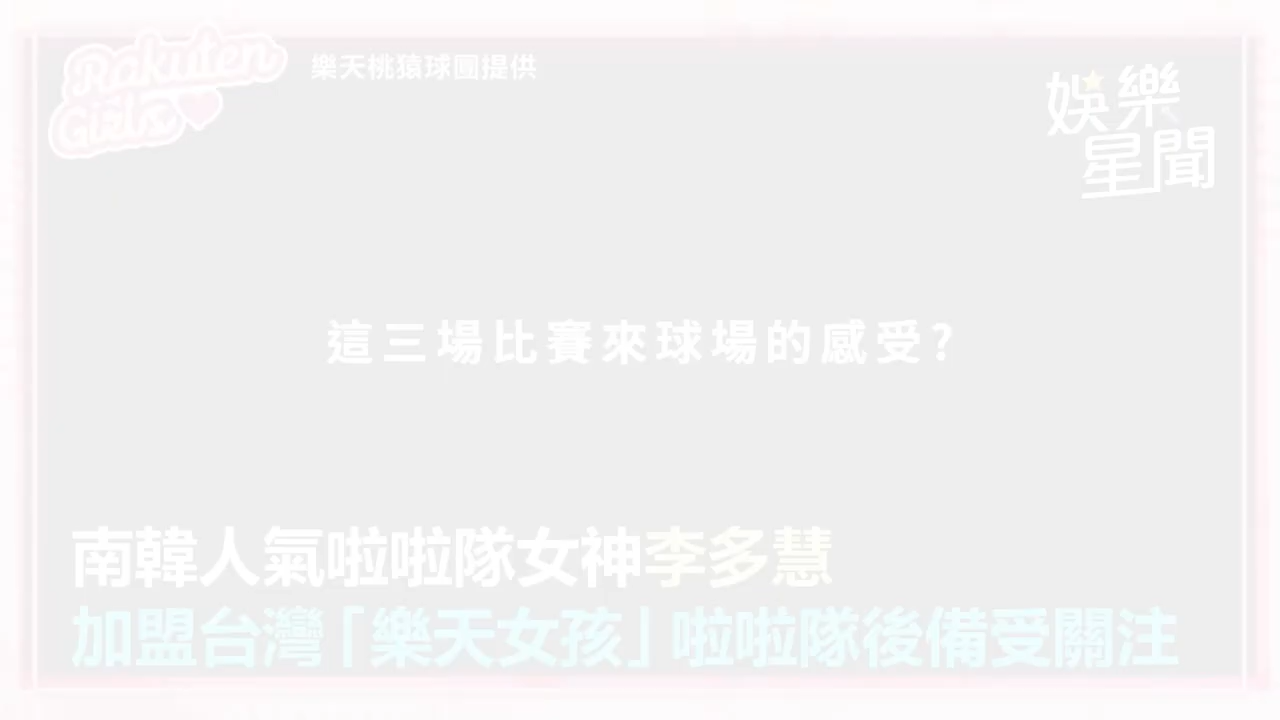 Rakuten
Girls
樂天桃猿球團提供
娛樂
星聞
這三場比賽來球場的感受?
南韓人氣啦啦隊女神李多慧
加盟台灣「樂天女孩」啦啦隊後備受關注